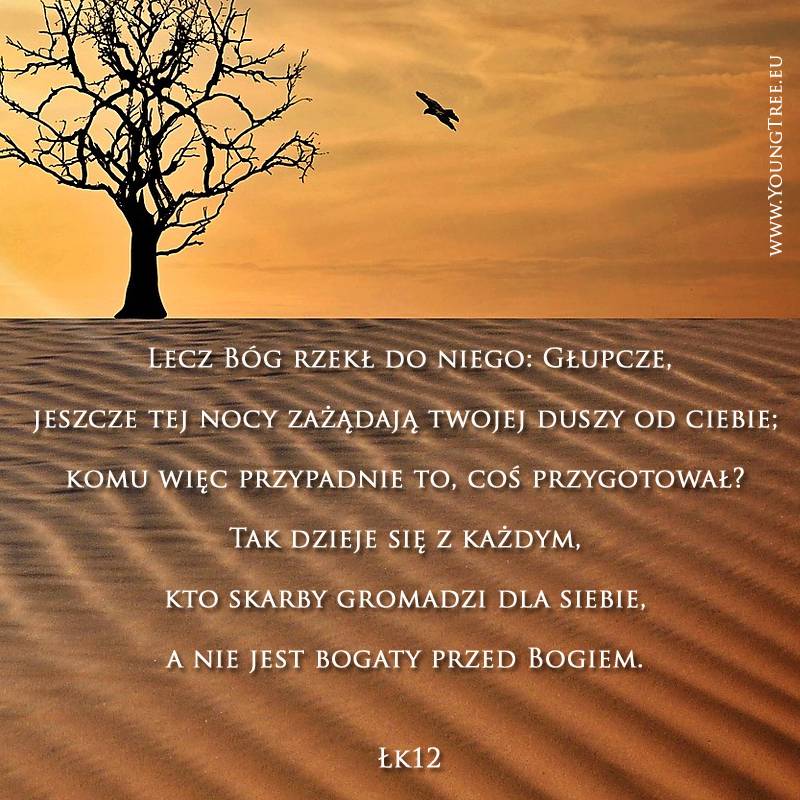 www.YoungTree.eu
Lecz Bóg rzekł do niego: Głupcze,
jeszcze tej nocy zażądają twojej duszy od ciebie;
komu więc przypadnie to, coś przygotował?
Tak dzieje się z każdym,
kto skarby gromadzi dla siebie,
a nie jest bogaty przed Bogiem.
Łk12